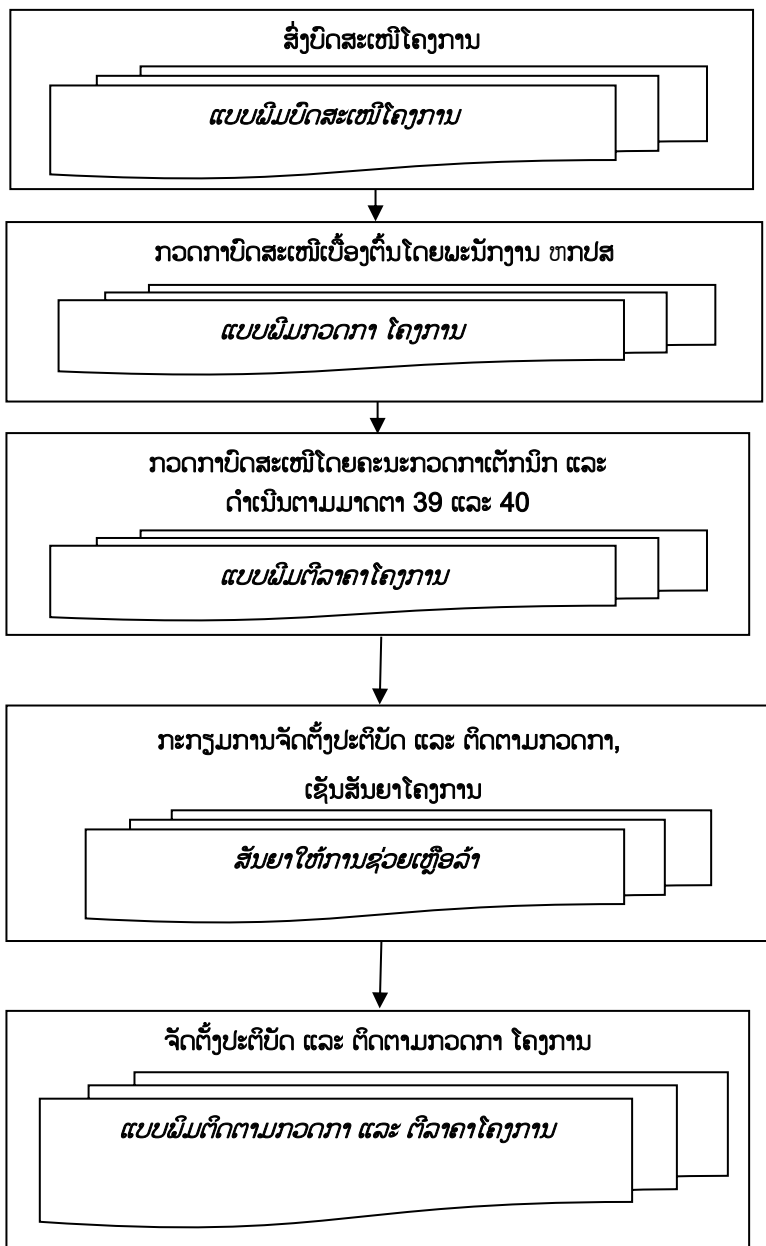 ສົ່ງບົດສະເໜີໂຄງການ
ແບບພິມບົດສະເໜີໂຄງການ
ກວດກາບົດສະເໜີເບື້ອງຕົ້ນໂດຍພະນັກງານ ຫກປສ
ແບບພິມກວດກາ ໂຄງການ
ກວດກາບົດສະເໜີໂດຍຄະນະກວດກາເຕັກນິກ ແລະ
ດຳເນີນຕາມມາດຕາ 39 ແລະ 40
ແບບພິມຕີລາຄາໂຄງການ
ກະກຽມການຈັດຕັ້ງປະຕິບັດ ແລະ ຕິດຕາມກວດກາ,
ເຊັນສັນຍາໂຄງການ
ສັນຍາໃຫ້ການຊ່ວຍເຫຼືອລ້າ
ຈັດຕັ້ງປະຕິບັດ ແລະ ຕິດຕາມກວດກາ ໂຄງການ
ແບບພິມຕິດຕາມກວດກາ ແລະ ຕີລາຄາໂຄງການ